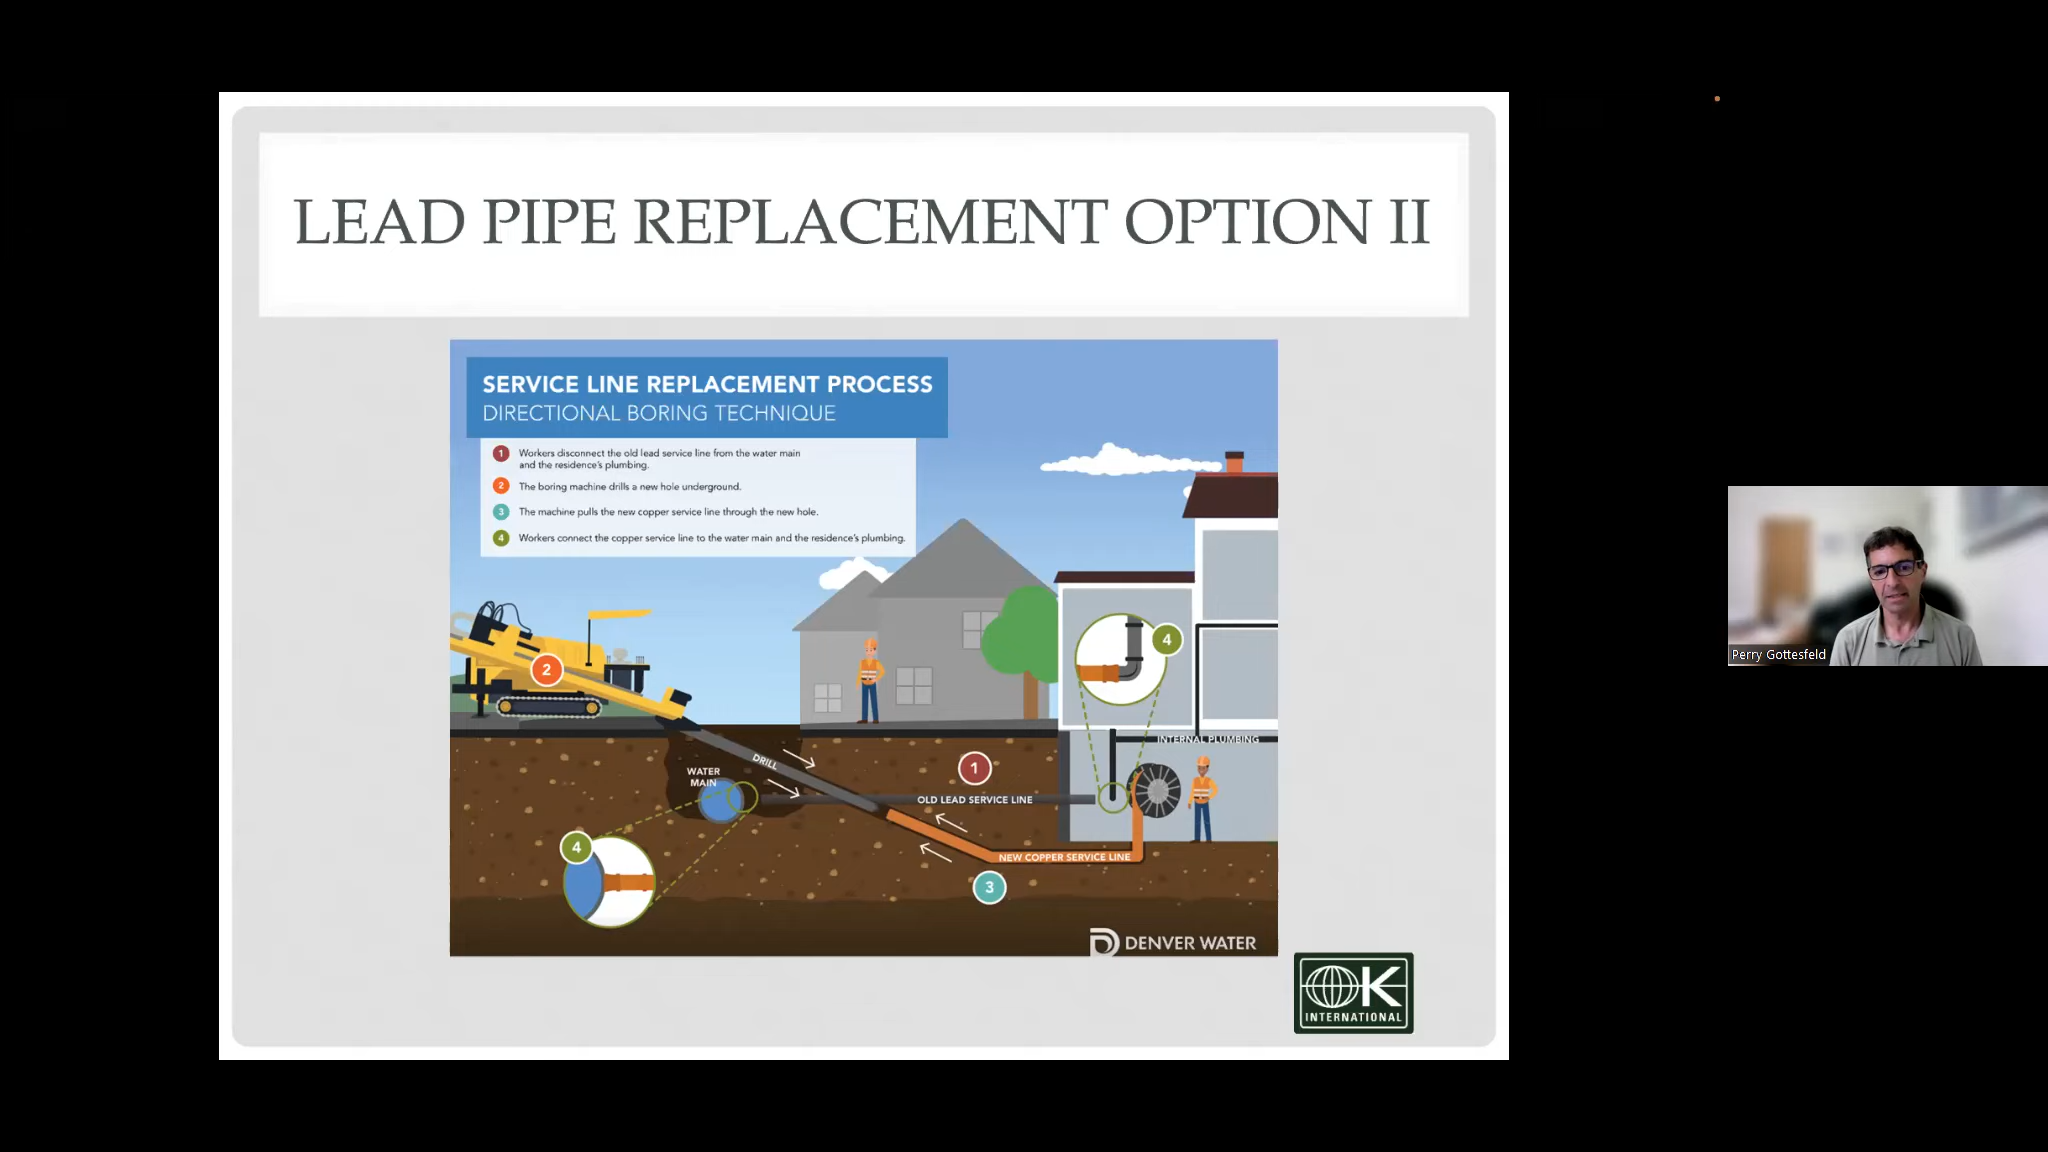 LEAD PIPE REPLACEMENT OPTION II
SERVICE LINE REPLACEMENT PROCESS
DIRECTIONAL BORING TECHNIQUE
1 Workers disconnect the old lead service line from the water main
and the residence's plumbing.
2 The boring machine drills a new hole underground.
3 The machine pulls the new copper service line through the new hole.
4 Workers connect the copper service line to the water main and the residence's plumbing.
4
2
INTERNAL PLUMBING
DRILL
1
WATER
MAIN
OLD LEAD SERVICE LINE
4
NEW COPPER SERVICE LINE
3
DENVER WATER
OK
INTERNATIONAL
Perry Gottesfeld